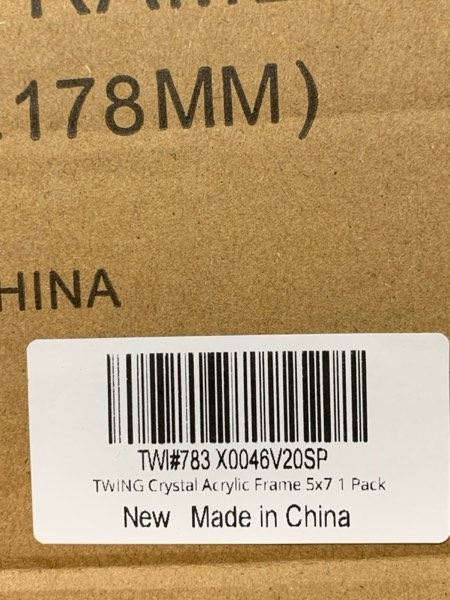 178MM)
HINA
TWI#783 X0046V20SP
TWING Crystal Acrylic Frame 5x7 1 Pack
New Made in China